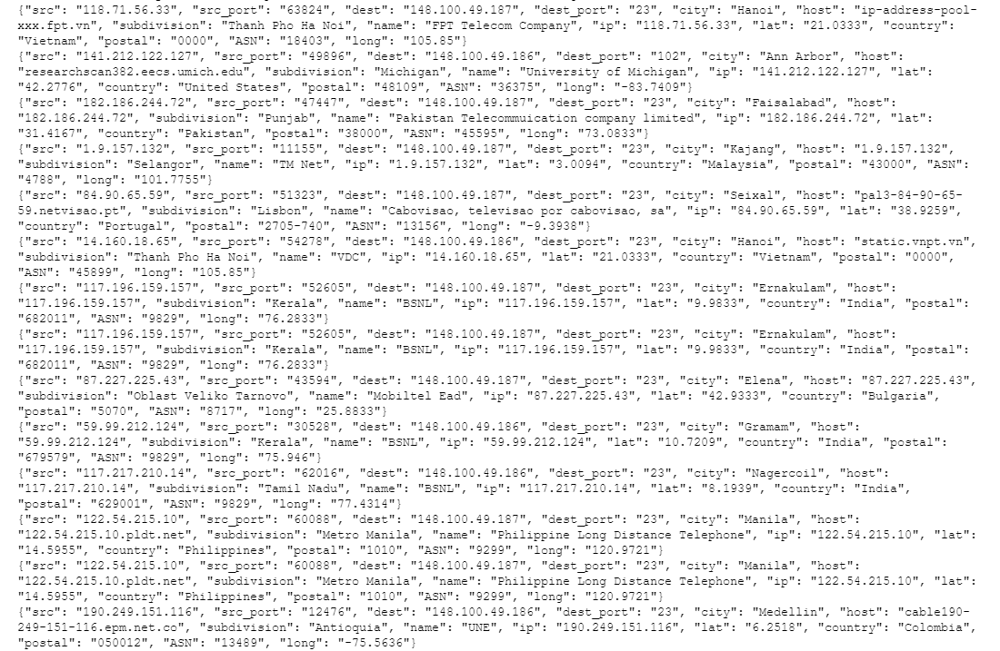 {"src": "118.71.56.33", "src_port": "63824", "dest": "148.100.49.187", "dest_port": "23", "city": "Hanoi", "host": "ip-address-pool-
xxx.fpt.vn", "subdivision": "Thanh Pho Ha Noi", "name": "FPT Telecom Company", "ip": "118.71.56.33", "lat": "21.0333", "country":
"Vietnam", "postal": "0000", "ASN": "18403", "long": "105.85"}
{"src": "141.212.122.127", "src_port": "49896", "dest": "148.100.49.186", "dest_port": "102", "city": "Ann Arbor", "host":
"researchscan382.eecs.umich.edu", "subdivision": "Michigan", "name": "University of Michigan", "ip": "141.212.122.127", "lat":
"42.2776", "country": "United States", "postal": "48109", "ASN": "36375", "long": "-83.7409"}
{"src": "182.186.244.72", "src_port": "47447", "dest": "148.100.49.187", "dest_port": "23", "city": "Faisalabad", "host":
"182.186.244.72", "subdivision": "Punjab", "name": "Pakistan Telecommuication company limited", "ip": "182.186.244.72", "lat":
"31.4167", "country": "Pakistan", "postal": "38000", "ASN": "45595", "long": "73.0833"}
{"src": "1.9.157.132", "src_port": "11155", "dest": "148.100.49.187", "dest_port": "23", "city": "Kajang", "host": "1.9.157.132",
"subdivision": "Selangor", "name": "TM Net", "ip": "1.9.157.132", "lat": "3.0094", "country": "Malaysia", "postal": "43000", "ASN":
"4788", "long": "101.7755"}
{"src": "84.90.65.59", "src_port": "51323", "dest": "148.100.49.187", "dest_port": "23", "city": "Seixal", "host": "pal3-84-90-65-
59.netvisao.pt", "subdivision": "Lisbon", "name": "Cabovisao, televisao por cabovisao, sa", "ip": "84.90.65.59", "lat": "38.9259",
"country": "Portugal", "postal": "2705-740", "ASN": "13156", "long": "-9.3938"}
{"src": "14.160.18.65", "src_port": "54278", "dest": "148.100.49.186", "dest_port": "23", "city": "Hanoi", "host": "static.vnpt.vn",
"subdivision": "Thanh Pho Ha Noi", "name": "VDC", "ip": "14.160.18.65", "lat": "21.0333", "country": "Vietnam", "postal": "0000",
"ASN": "45899", "long": "105.85"}
{"src": "117.196.159.157", "src_port": "52605", "dest": "148.100.49.187", "dest_port": "23", "city": "Ernakulam", "host":
"117.196.159.157", "subdivision": "Kerala", "name": "BSNL", "ip": "117.196.159.157", "lat": "9.9833", "country": "India", "postal":
"682011", "ASN": "9829", "long": "76.2833"}
{"src": "117.196.159.157", "src_port": "52605", "dest": "148.100.49.187", "dest_port": "23", "city": "Ernakulam", "host":
"117.196.159.157", "subdivision": "Kerala", "name": "BSNL", "ip": "117.196.159.157", "lat": "9.9833", "country": "India", "postal":
"682011", "ASN": "9829", "long": "76.2833"}
{"src": "87.227.225.43", "src_port": "43594", "dest": "148.100.49.187", "dest_port": "23", "city": "Elena", "host": "87.227.225.43",
"subdivision": "Oblast Veliko Tarnovo", "name": "Mobiltel Ead", "ip": "87.227.225.43", "lat": "42.9333", "country": "Bulgaria",
"postal": "5070", "ASN": "8717", "long": "25.8833"}
{"src": "59.99.212.124", "src_port": "30528", "dest": "148.100.49.186", "dest_port": "23", "city": "Gramam", "host":
"59.99.212.124", "subdivision": "Kerala", "name": "BSNL", "ip": "59.99.212.124", "lat": "10.7209", "country": "India", "postal":
"679579", "ASN": "9829", "long": "75.946"}
{"src": "117.217.210.14", "src_port": "62016", "dest": "148.100.49.186", "dest_port": "23", "city": "Nagercoil", "host":
"117.217.210.14", "subdivision": "Tamil Nadu", "name": "BSNL", "ip": "117.217.210.14", "lat": "8.1939", "country": "India",
"postal": "629001", "ASN": "9829", "long": "77.4314"}
{"src": "122.54.215.10", "src_port": "60088", "dest": "148.100.49.187", "dest_port": "23", "city": "Manila", "host":
"122.54.215.10.pldt.net", "subdivision": "Metro Manila", "name": "Philippine Long Distance Telephone", "ip": "122.54.215.10", "lat":
"14.5955", "country": "Philippines", "postal": "1010", "ASN": "9299", "long": "120.9721"}
{"src": "122.54.215.10", "src_port": "60088", "dest": "148.100.49.187", "dest_port": "23", "city": "Manila", "host":
"122.54.215.10.pldt.net", "subdivision": "Metro Manila", "name": "Philippine Long Distance Telephone", "ip": "122.54.215.10", "lat":
"14.5955", "country": "Philippines", "postal": "1010", "ASN": "9299", "long": "120.9721"}
{"src": "190.249.151.116", "src_port": "12476", "dest": "148.100.49.186", "dest_port": "23", "city": "Medellin", "host": "cable190-
249-151-116.epm.net.co", "subdivision": "Antioquia", "name": "UNE", "ip": "190.249.151.116", "lat": "6.2518", "country": "Colombia",
"postal": "050012", "ASN": "13489", "long": "-75.5636"}